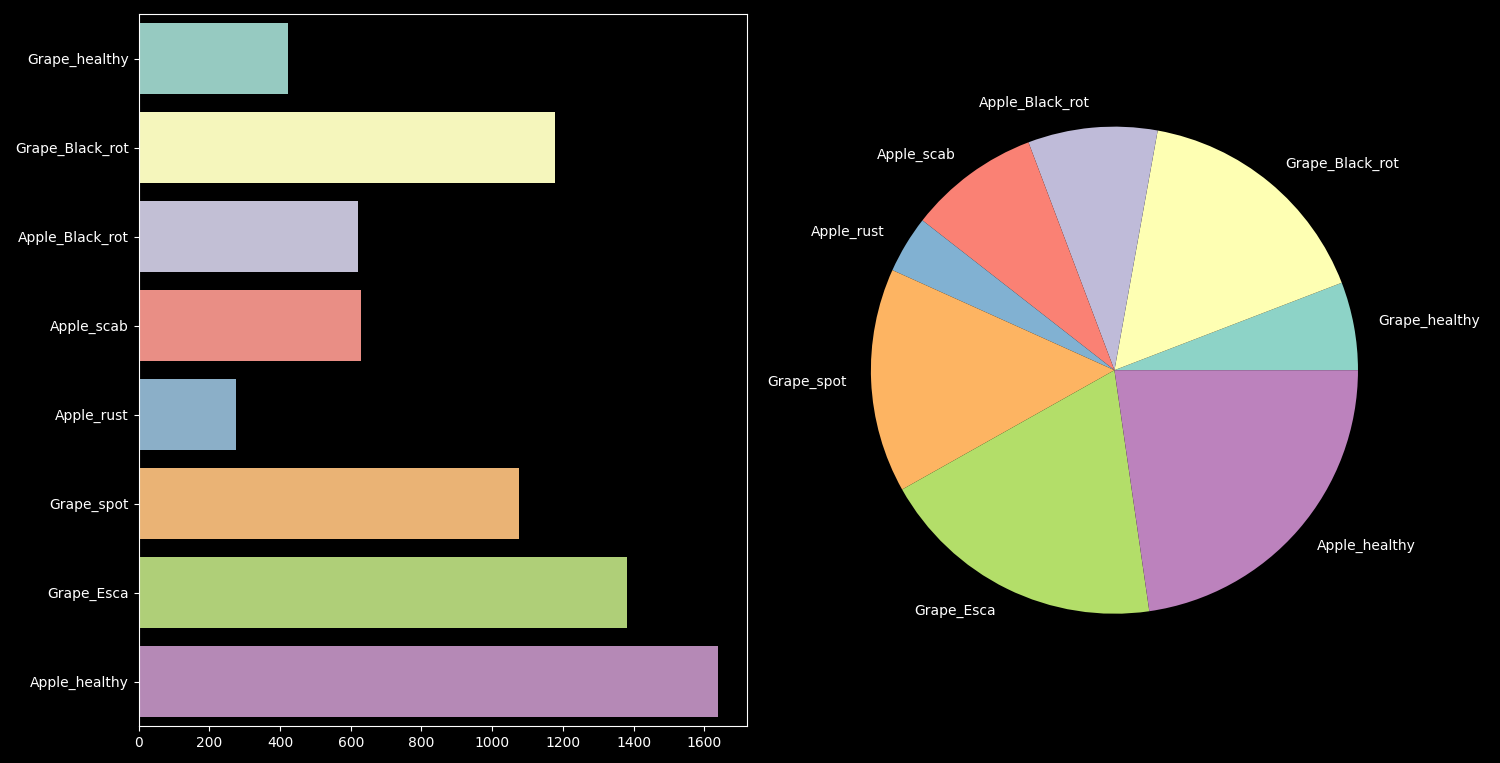 Grape_healthy
Grape_Black_rot
Apple_Black_rot
Apple_scab
Apple_rust
Grape_spot
Grape_Esca
Apple_healthy
0 200 400 600 800 1000 1200 1400 1600
Apple_Black_rot
Apple_scab
Grape_Black_rot
Apple_rust
Grape_healthy
Grape_spot
Apple_healthy
Grape_Esca